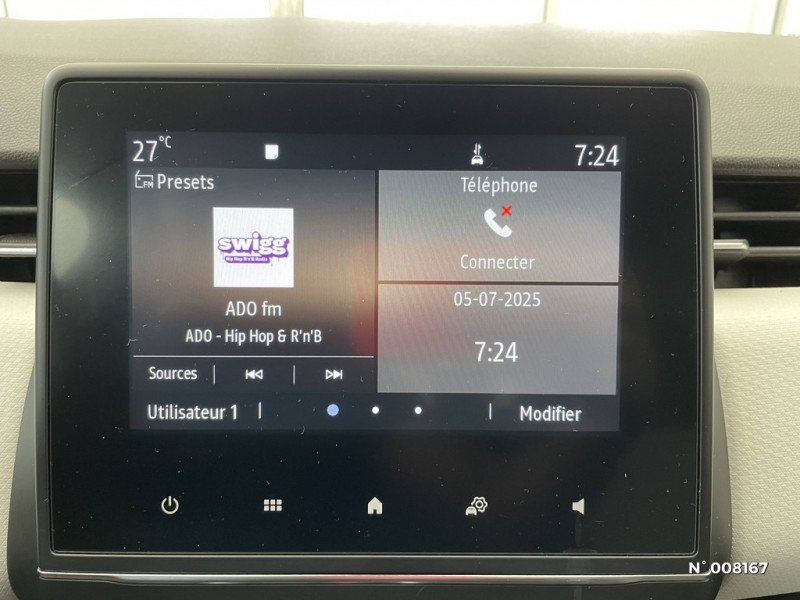 27°C
7:24
FM Presets
swigg
Hip Hop R'n'B Radio
ADO fm
ADO - Hip Hop & R'n'B
Sources
Téléphone
Connecter
05-07-2025
7:24
Utilisateur 1
Modifier
N°008167